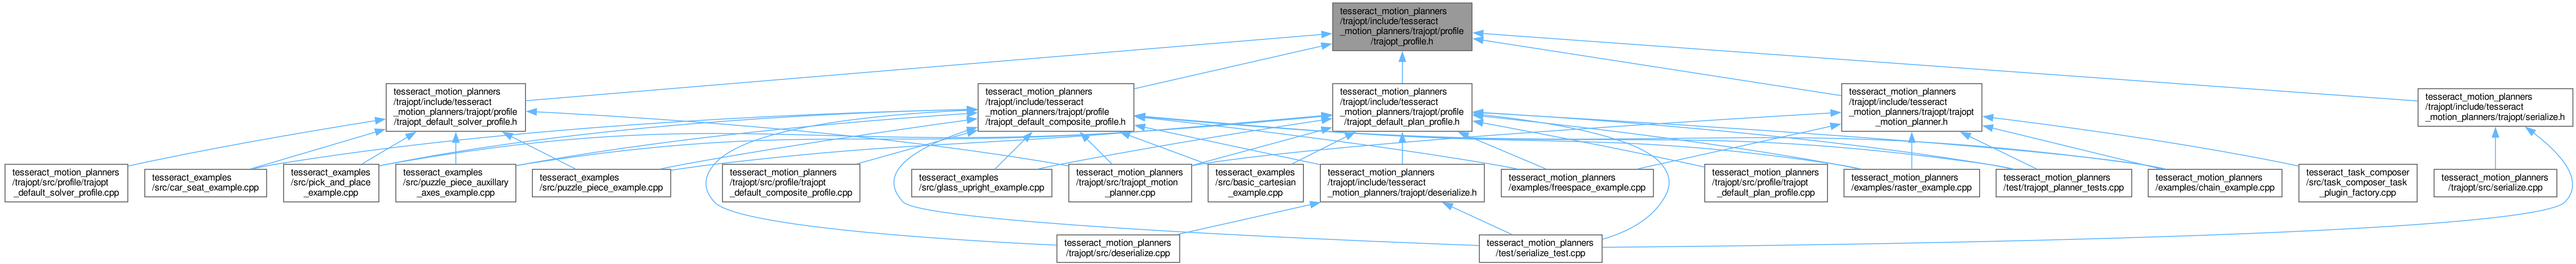 tesseract_motion_planners
/trajopt/include/tesseract
_motion_planners/trajopt/profile
/trajopt_profile.h
tesseract_motion_planners
/trajopt/include/tesseract
_motion_planners/trajopt/profile
/trajopt_default_solver_profile.h
tesseract_motion_planners
/trajopt/include/tesseract
_motion_planners/trajopt/profile
/trajopt_default_composite_profile.h
tesseract_motion_planners
/trajopt/include/tesseract
_motion_planners/trajopt/profile
/trajopt_default_plan_profile.h
tesseract_motion_planners
/trajopt/include/tesseract
_motion_planners/trajopt/trajopt
_motion_planner.h
tesseract_motion_planners
/trajopt/include/tesseract
_motion_planners/trajopt/serialize.h
tesseract_motion_planners
/trajopt/src/profile/trajopt
_default_solver_profile.cpp
tesseract_examples
/src/car_seat_example.cpp
tesseract_examples
/src/pick_and_place
_example.cpp
tesseract_examples
/src/puzzle_piece_auxillary
_axes_example.cpp
tesseract_examples
/src/puzzle_piece_example.cpp
tesseract_motion_planners
/trajopt/src/profile/trajopt
_default_composite_profile.cpp
tesseract_examples
/src/glass_upright_example.cpp
tesseract_motion_planners
/trajopt/src/trajopt_motion
_planner.cpp
tesseract_examples
/src/basic_cartesian
_example.cpp
tesseract_motion_planners
/trajopt/include/tesseract
_motion_planners/trajopt/deserialize.h
tesseract_motion_planners
/examples/freespace_example.cpp
tesseract_motion_planners
/trajopt/src/profile/trajopt
_default_plan_profile.cpp
tesseract_motion_planners
/examples/raster_example.cpp
tesseract_motion_planners
/test/trajopt_planner_tests.cpp
tesseract_motion_planners
/examples/chain_example.cpp
tesseract_task_composer
/src/task_composer_task
_plugin_factory.cpp
tesseract_motion_planners
/trajopt/src/serialize.cpp
tesseract_motion_planners
/trajopt/src/deserialize.cpp
tesseract_motion_planners
/test/serialize_test.cpp